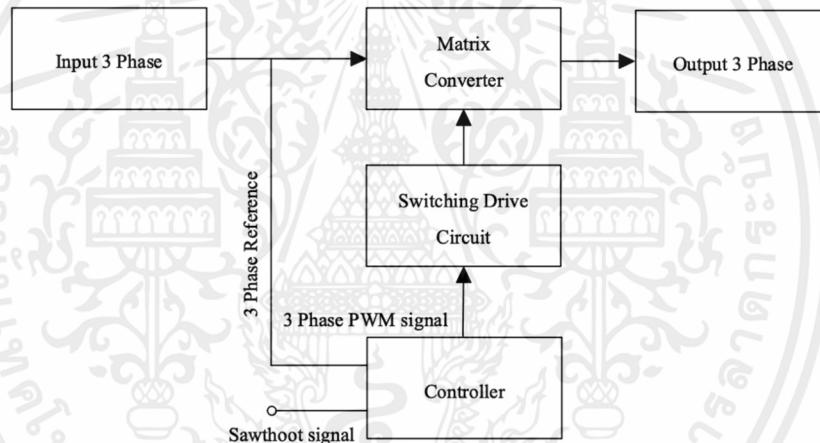 Input 3 Phase
Matrix
Converter
Output 3 Phase
Switching Drive
Circuit
3 Phase Reference
3 Phase PWM signal
Controller
Sawthoot signal